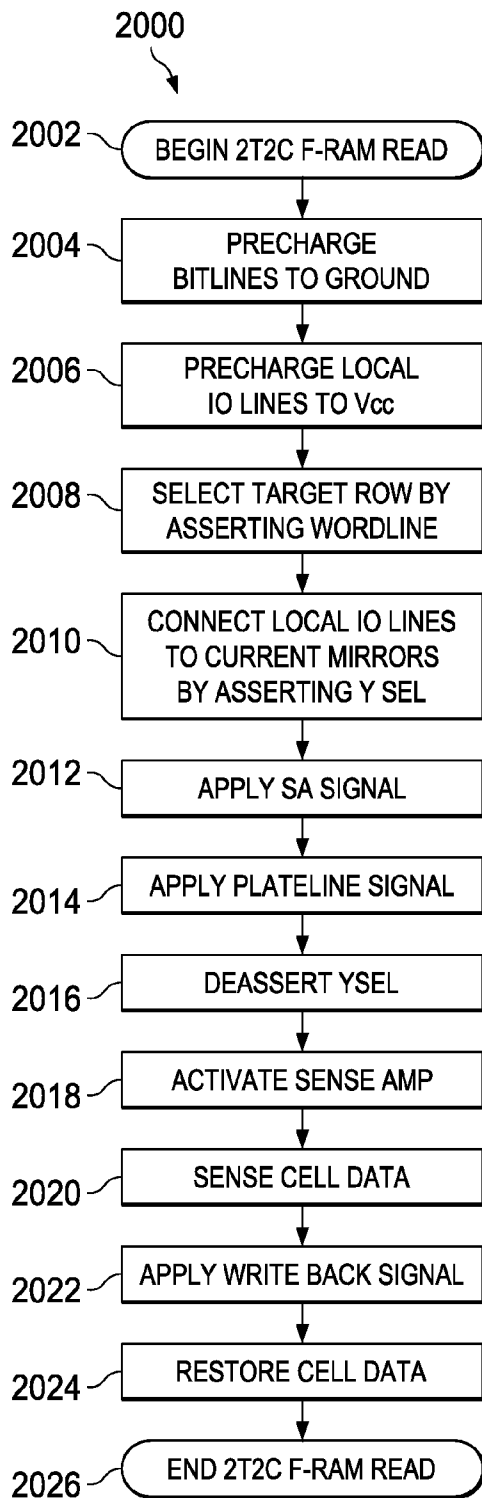 2000
2002
BEGIN 2T2C F-RAM READ
2004
PRECHARGE
BITLINES TO GROUND
2006
PRECHARGE LOCAL
IO LINES TO Vcc
2008
SELECT TARGET ROW BY
ASSERTING WORDLINE
2010
CONNECT LOCAL IO LINES
TO CURRENT MIRRORS
BY ASSERTING Y SEL
2012
APPLY SA SIGNAL
2014
APPLY PLATELINE SIGNAL
2016
DEASSERT YSEL
2018
ACTIVATE SENSE AMP
2020
SENSE CELL DATA
2022
APPLY WRITE BACK SIGNAL
2024
RESTORE CELL DATA
2026
END 2T2C F-RAM READ